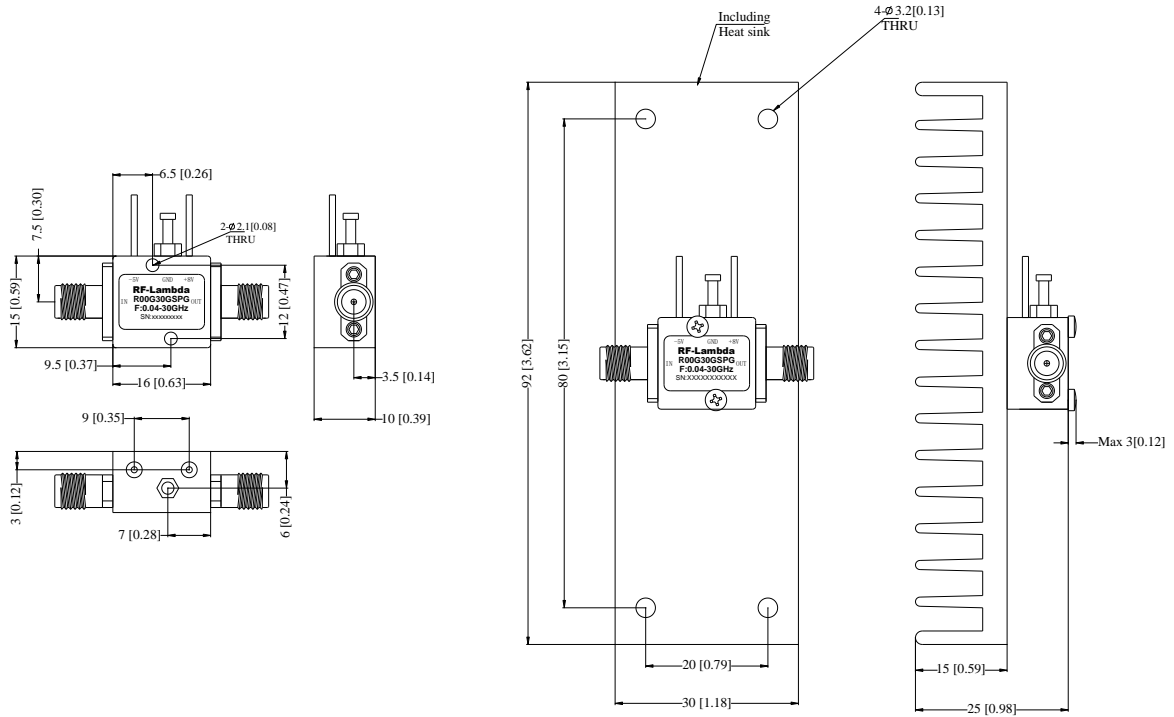 Including
Heat sink
4-Ø 3.2[0.13]
THRU
6.5 [0.26]
7.5 [0.30]
2-Ø 2.1[0.08]
THRU
-5V GND +8V
RF-Lambda
IN R00G30GSPG OUT
F:0.04-30GHz
SN:xxxxxxxxx
15 [0.59]
12 [0.47]
9.5 [0.37]
16 [0.63]
3.5 [0.14]
10 [0.39]
9 [0.35]
3 [0.12]
7 [0.28]
6 [0.24]
92 [3.62]
80 [3.15]
-5V GND +8V
RF-Lambda
IN R00G30GSPG OUT
F:0.04-30GHz
SN:XXXXXXXXXXX
20 [0.79]
30 [1.18]
Max 3[0.12]
15 [0.59]
25 [0.98]